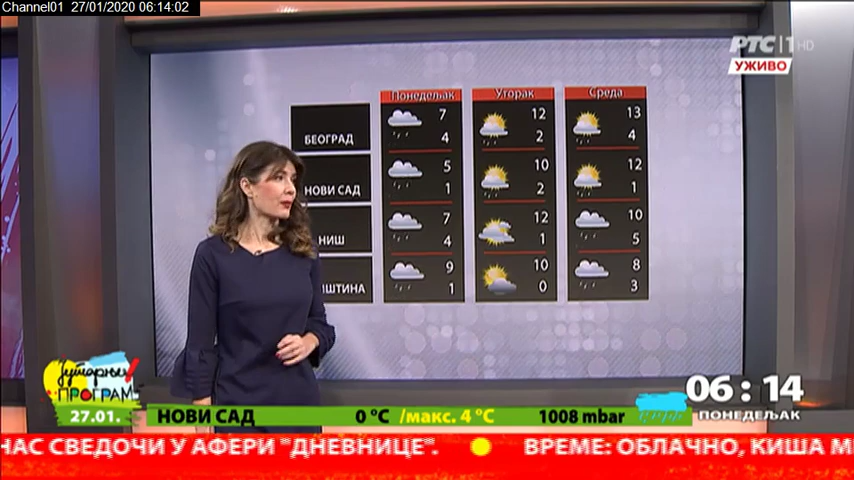 Channel01 27/01/2020 06:14:02
РТС|1 HD
УЖИВО
Понедељак Уторак Среда
БЕОГРАД 7 4 12 2 13 4
НОВИ САД 5 1 10 2 12 1
НИШ 7 4 12 1 10 5
ШТИНА 9 1 10 0 8 3
Јутарњи
ПРОГРАМ
27.01. НОВИ САД 0 °C /макс. 4 °C 1008 mbar
06 : 14
ПОНЕДЕЉАК
НАС СВЕДОЧИ У АФЕРИ "ДНЕВНИЦЕ". ВРЕМЕ: ОБЛАЧНО, КИША М